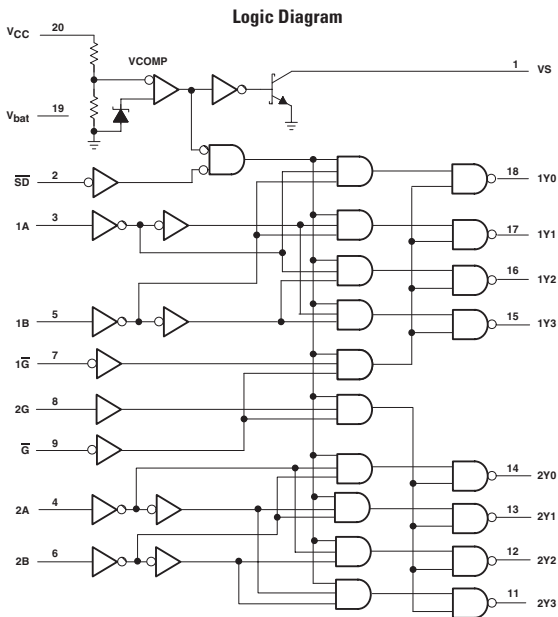 Logic Diagram
VCC 20
VCOMP
1 VS
Vbat 19
SD 2
18 1Y0
1A 3
17 1Y1
16 1Y2
1B 5
15 1Y3
1G 7
2G 8
G 9
14 2Y0
2A 4
13 2Y1
12 2Y2
2B 6
11 2Y3